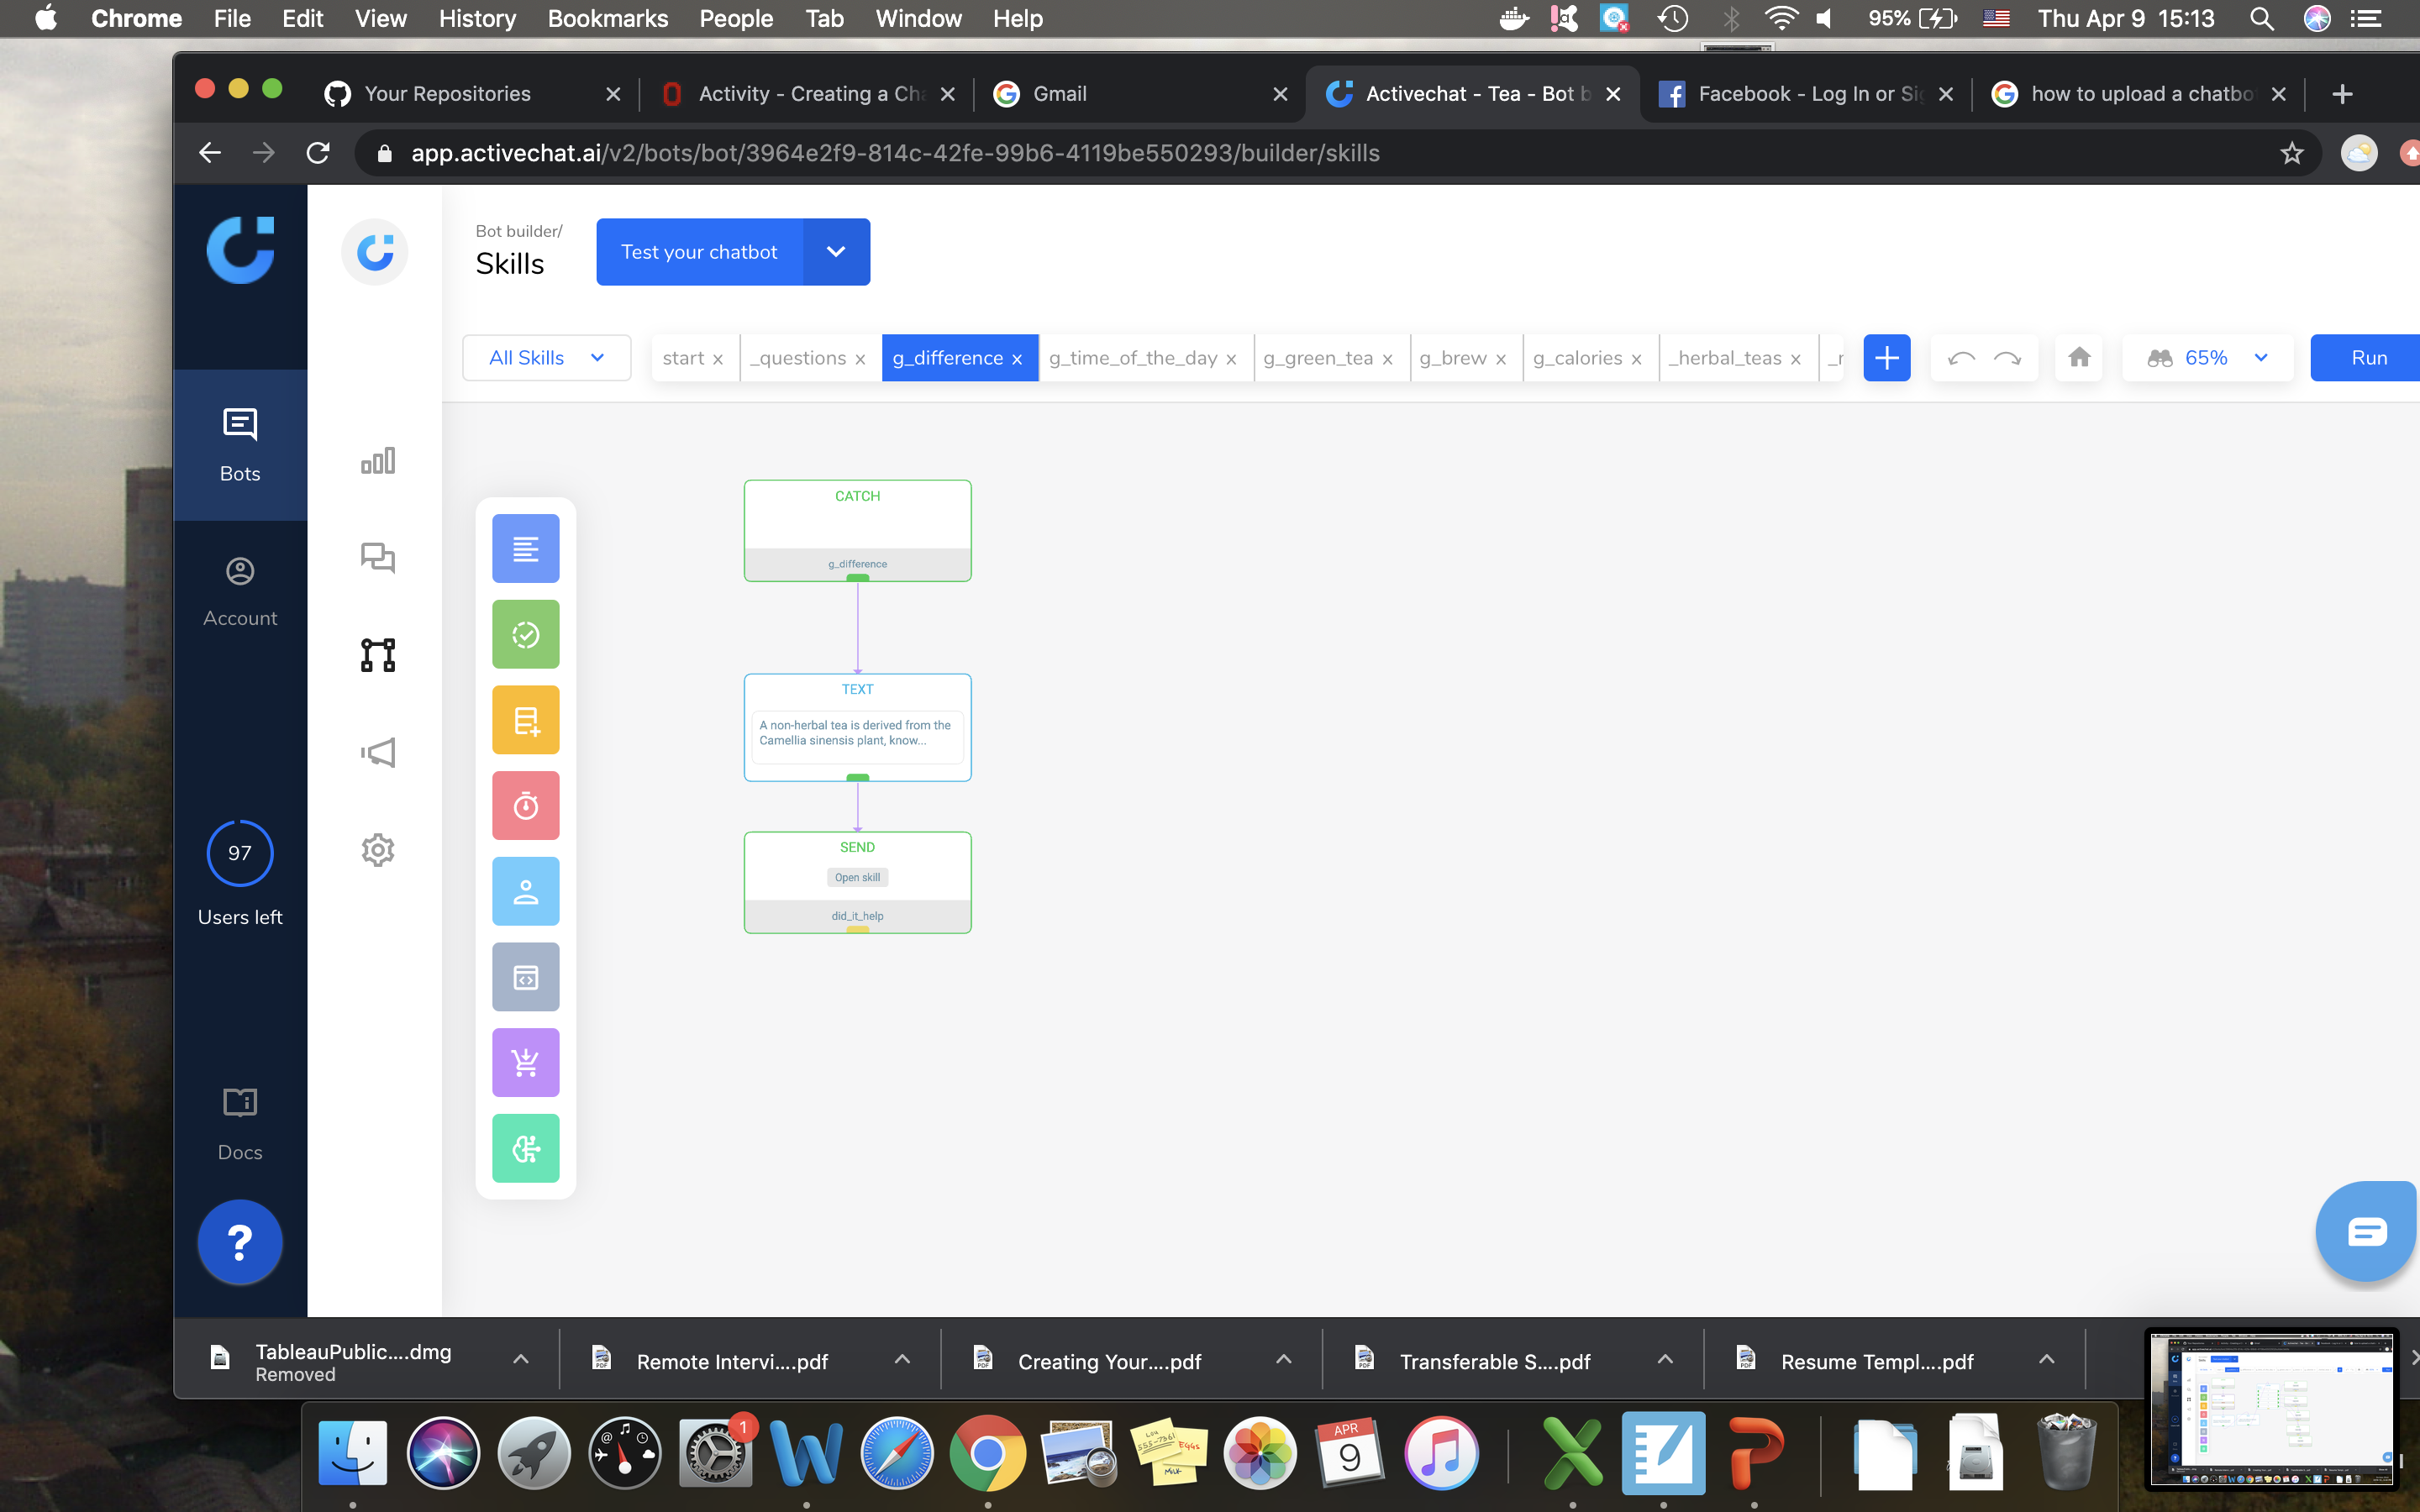 Chrome File Edit View History Bookmarks People Tab Window Help 95% Thu Apr 9 15:13
Your Repositories Activity - Creating a Cha Gmail Activechat - Tea - Bot b Facebook - Log In or Sig how to upload a chatbo
app.activechat.ai/v2/bots/bot/3964e2f9-814c-42fe-99b6-4119be550293/builder/skills
Bot builder/
Skills
Test your chatbot
All Skills start x _questions x g_difference x g_time_of_the_day x g_green_tea x g_brew x g_calories x _herbal_teas x 65% Run
Bots
Account
97
Users left
Docs
?
CATCH
g_difference
TEXT
A non-herbal tea is derived from the
Camellia sinensis plant, know...
SEND
Open skill
did_it_help
TableauPublic....dmg
Removed
Remote Intervi....pdf
Creating Your....pdf
Transferable S....pdf
Resume Templ....pdf
1
APR
9